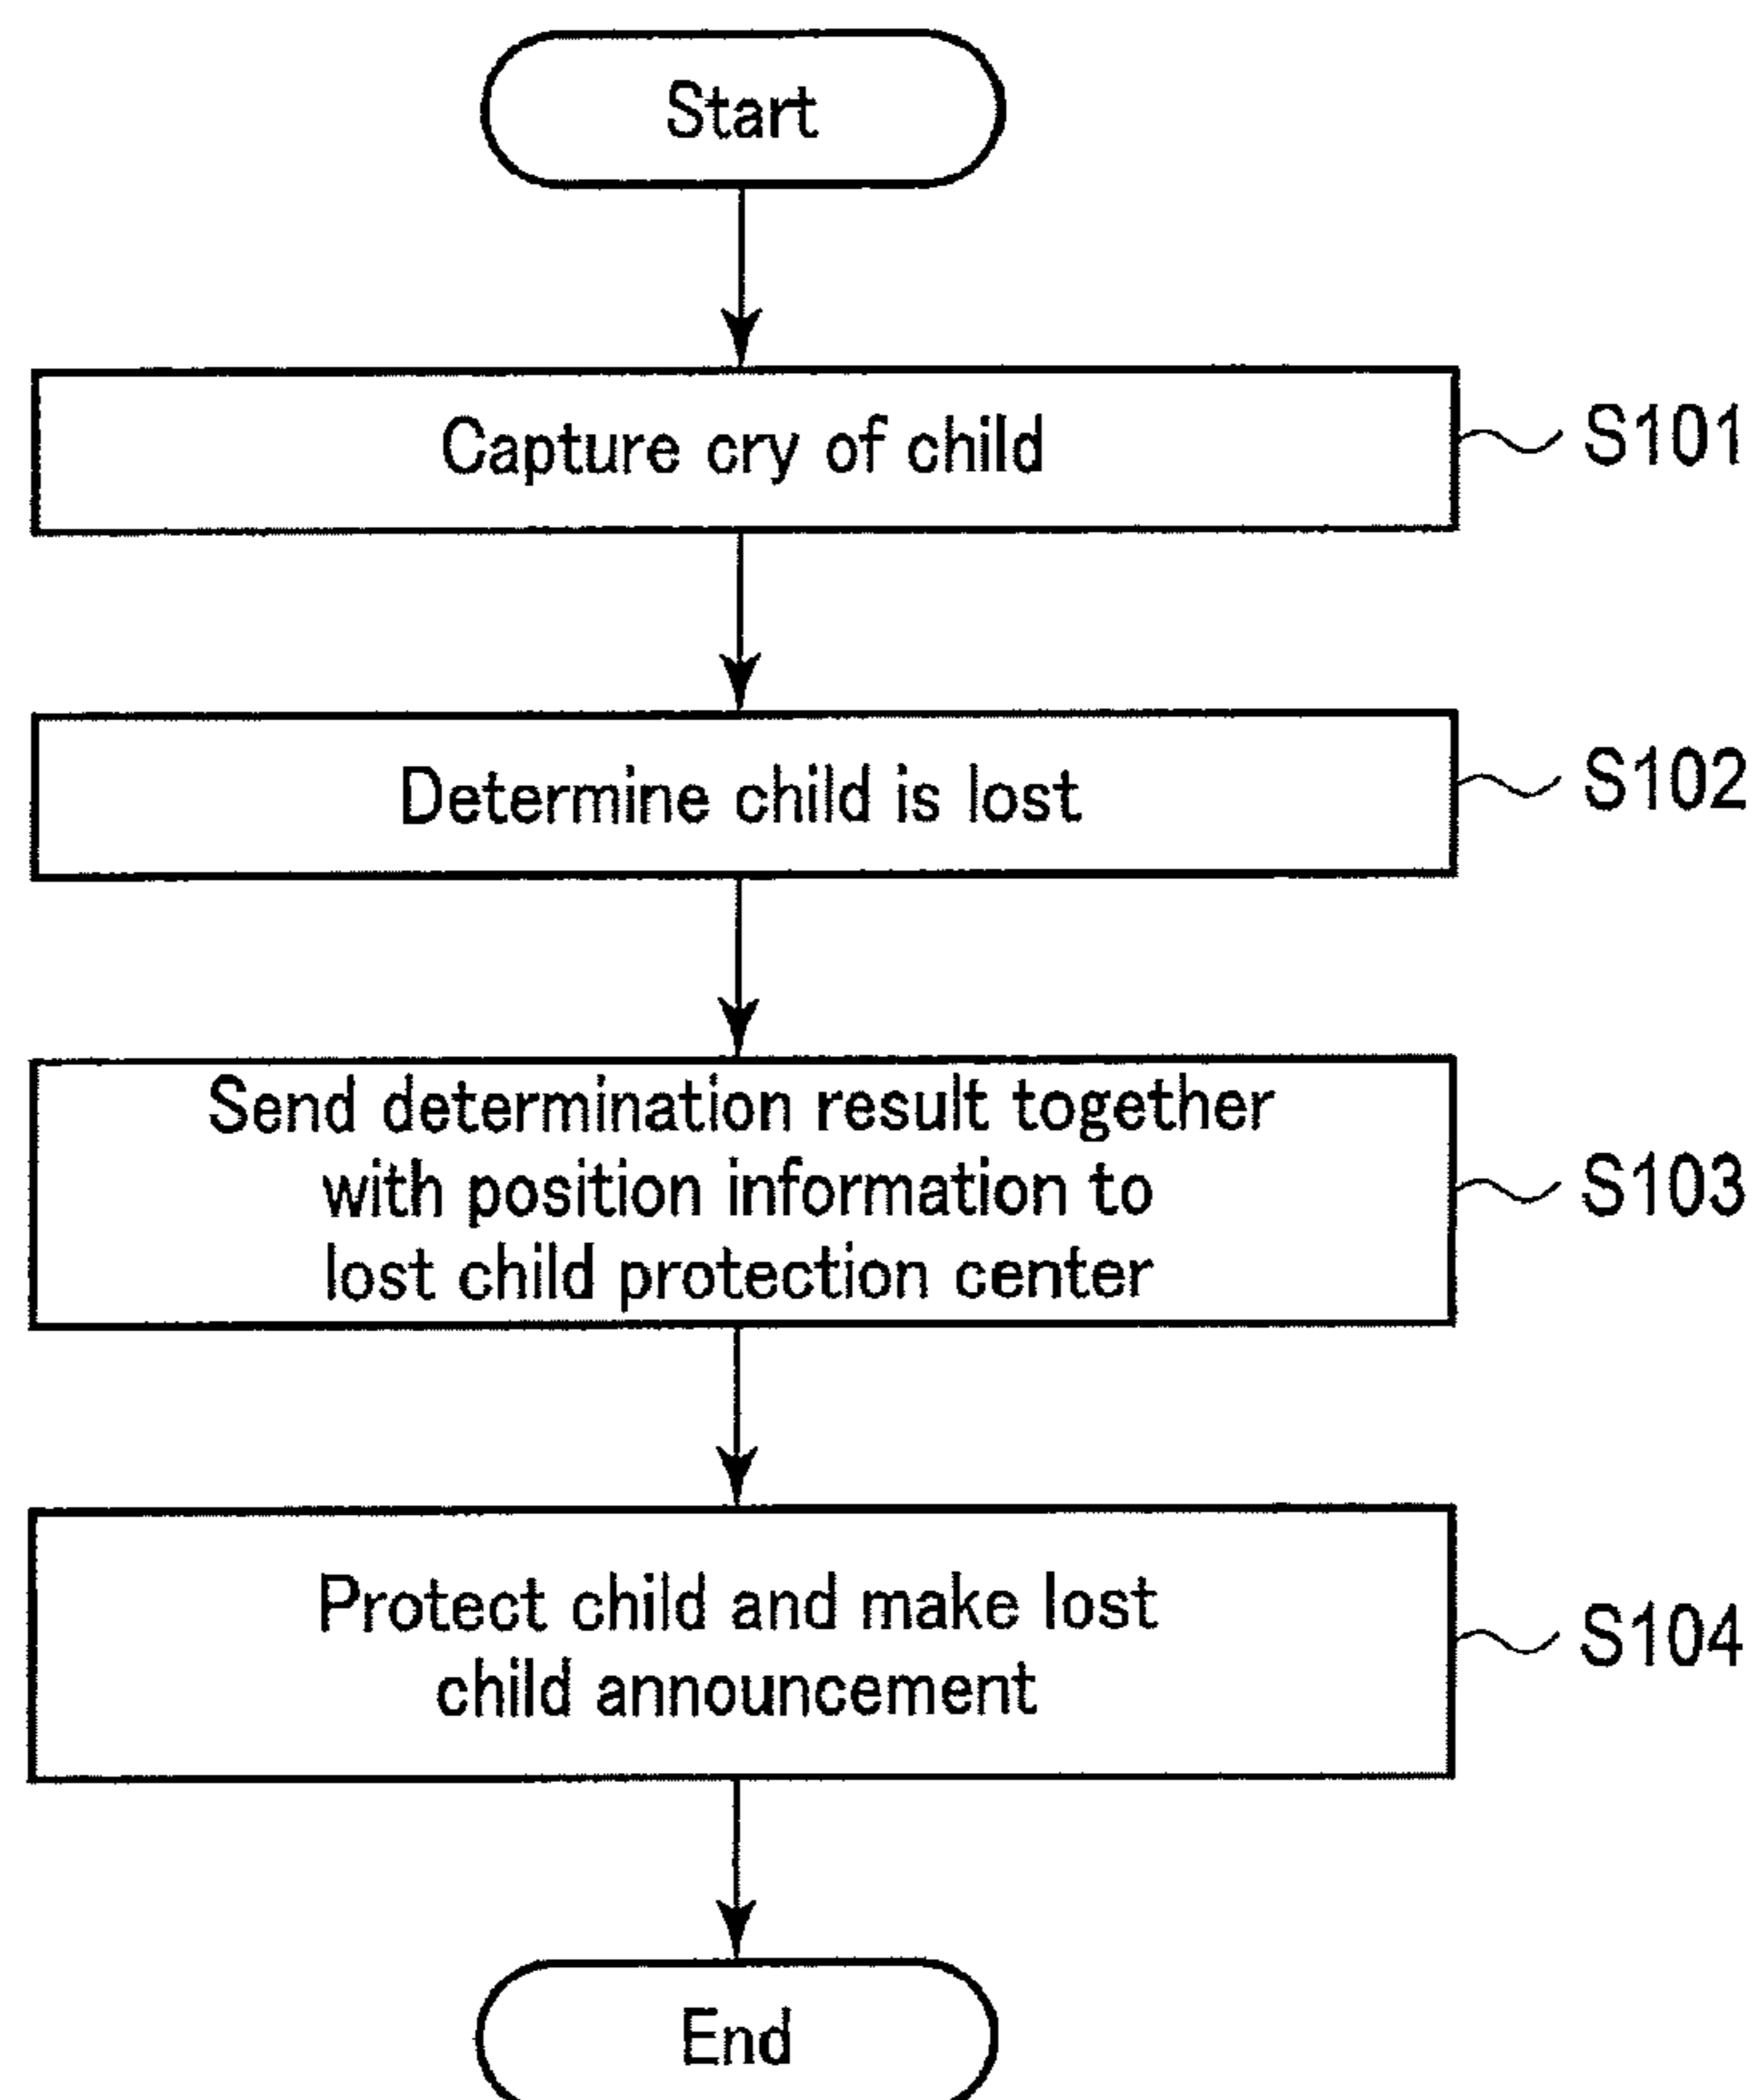 Start
Capture cry of child
S101
Determine child is lost
S102
Send determination result together
with position information to
lost child protection center
S103
Protect child and make lost
child announcement
S104
End